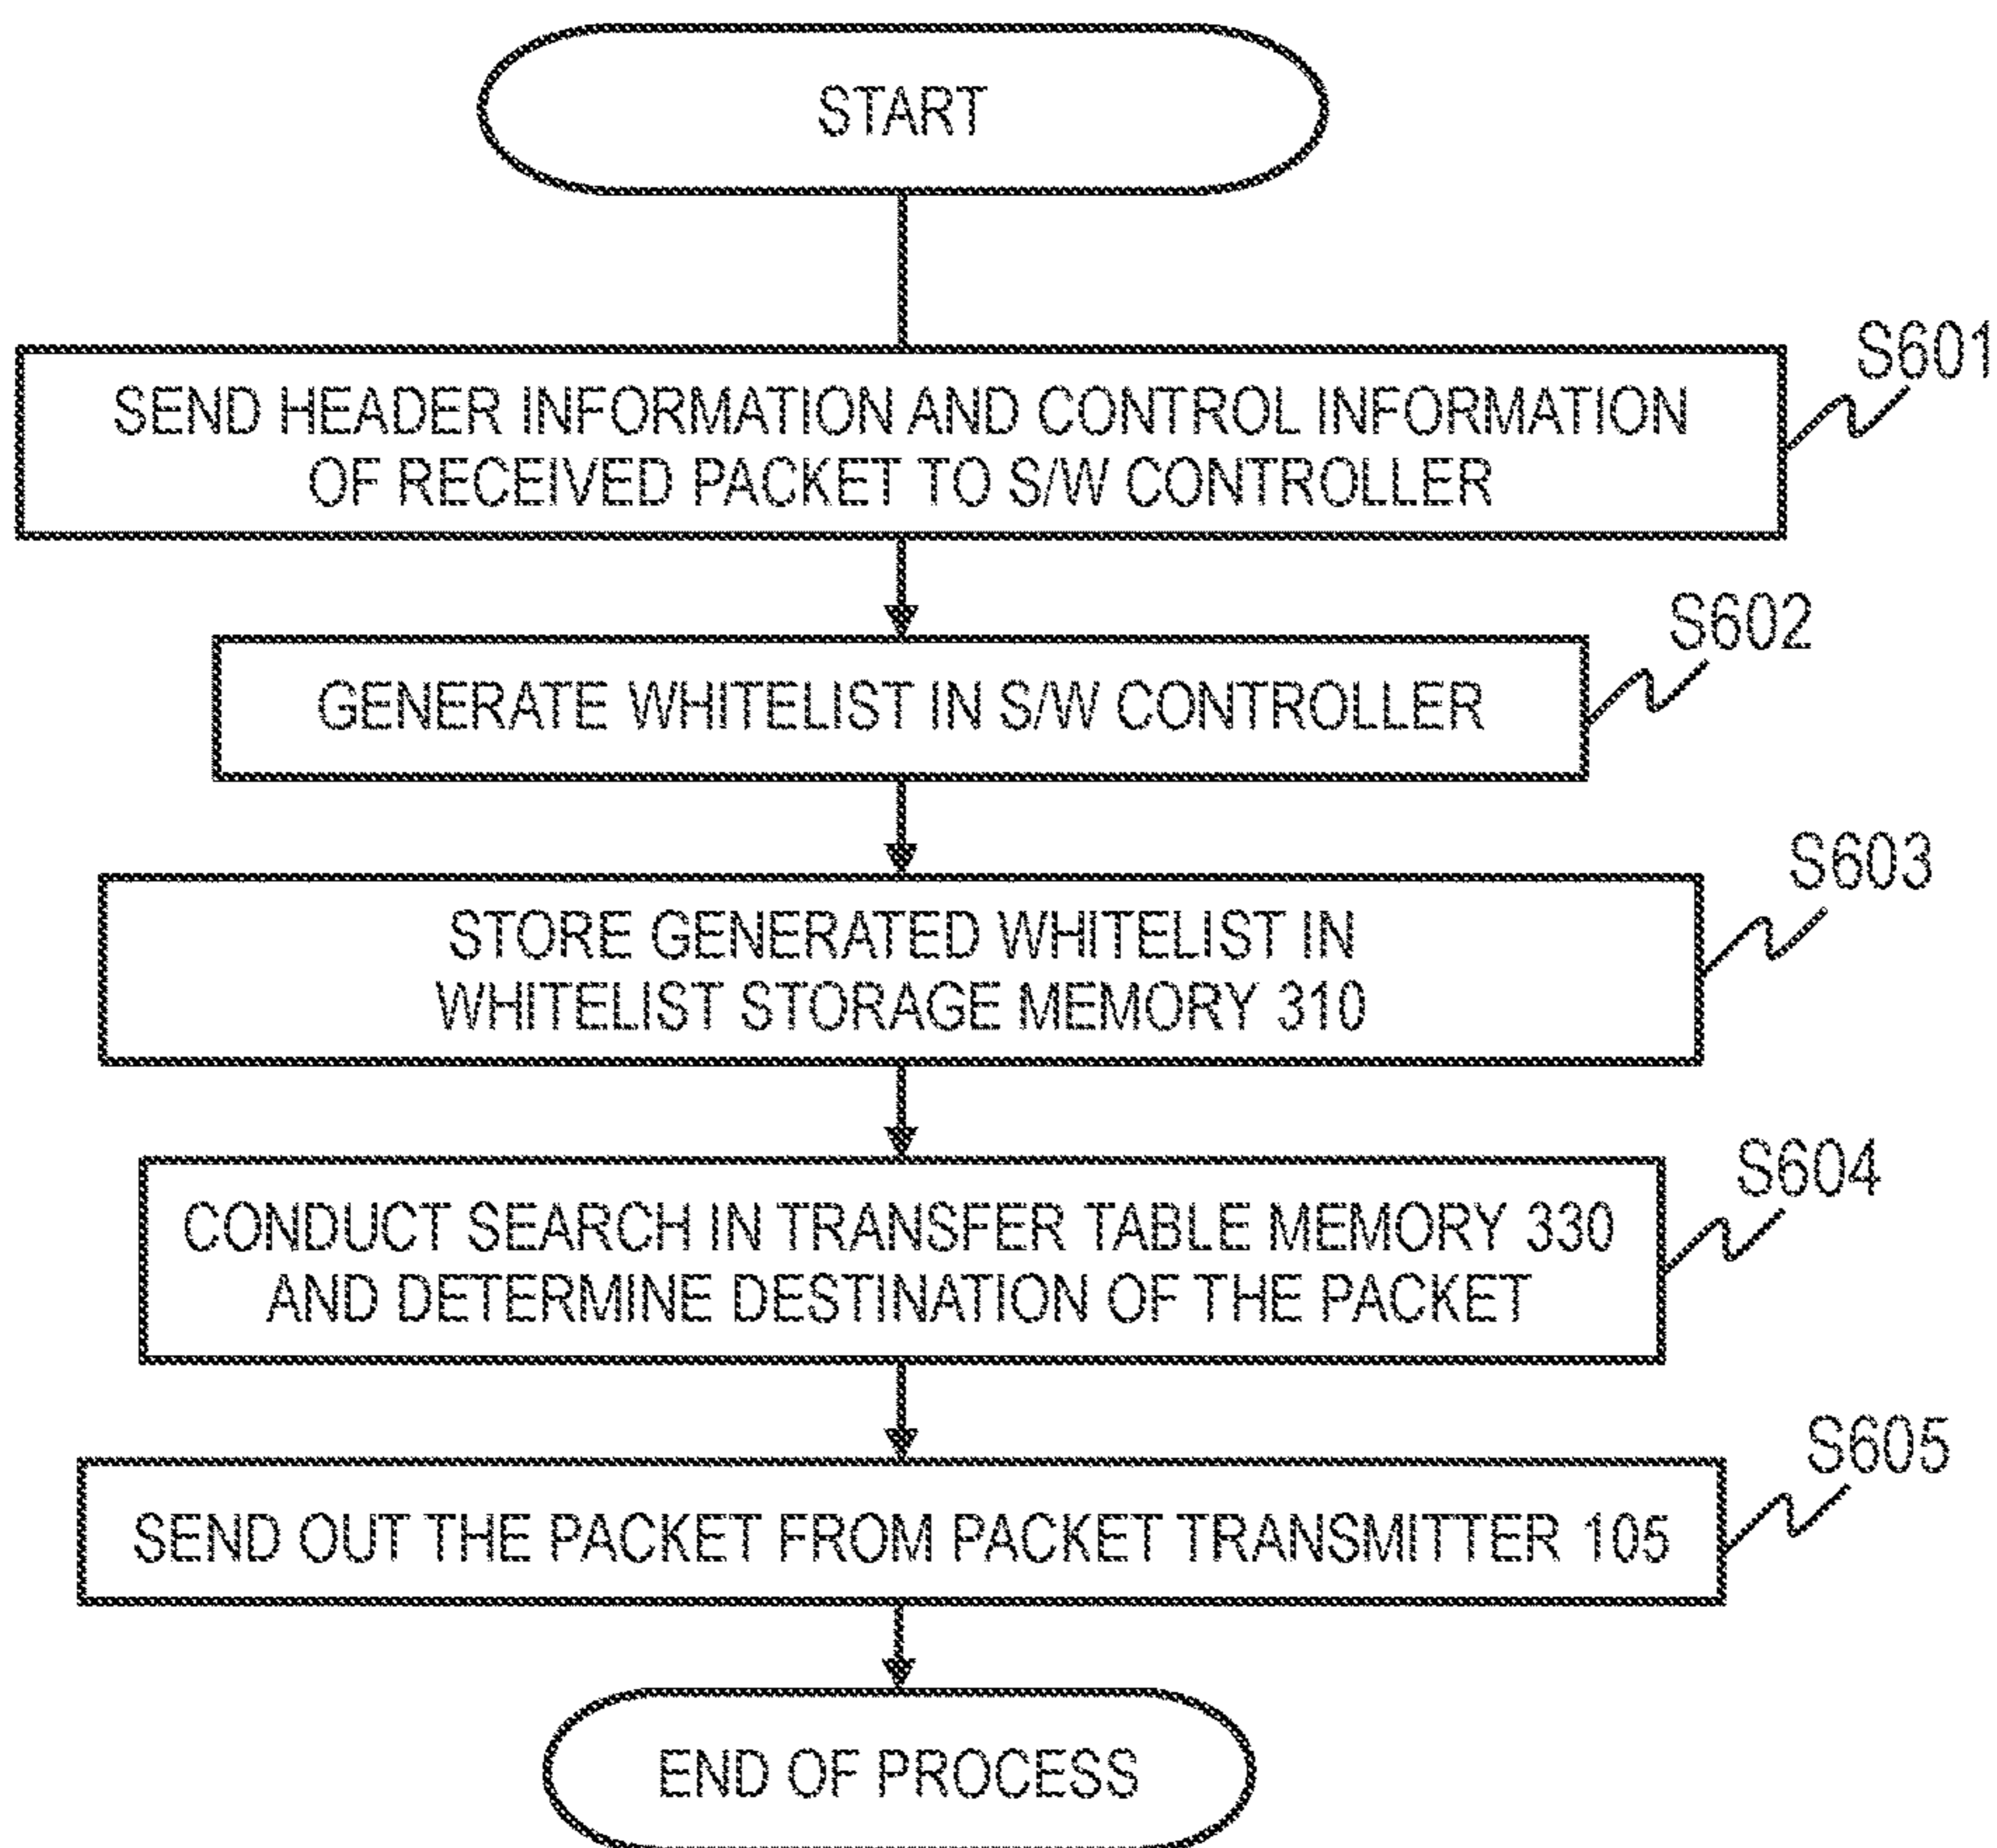 START
S601
SEND HEADER INFORMATION AND CONTROL INFORMATION
OF RECEIVED PACKET TO S/W CONTROLLER
S602
GENERATE WHITELIST IN S/W CONTROLLER
S603
STORE GENERATED WHITELIST IN
WHITELIST STORAGE MEMORY 310
S604
CONDUCT SEARCH IN TRANSFER TABLE MEMORY 330
AND DETERMINE DESTINATION OF THE PACKET
S605
SEND OUT THE PACKET FROM PACKET TRANSMITTER 105
END OF PROCESS